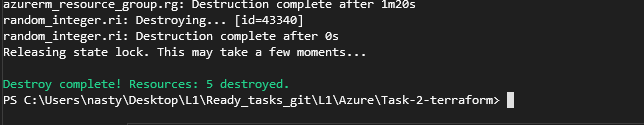 azurerm_resource_group.rg: Destruction complete after 1m20s
random_integer.ri: Destroying... [id=43340]
random_integer.ri: Destruction complete after 0s
Releasing state lock. This may take a few moments...
Destroy complete! Resources: 5 destroyed.
PS C:\Users\nasty\Desktop\L1\Ready_tasks_git\L1\Azure\Task-2-terraform>